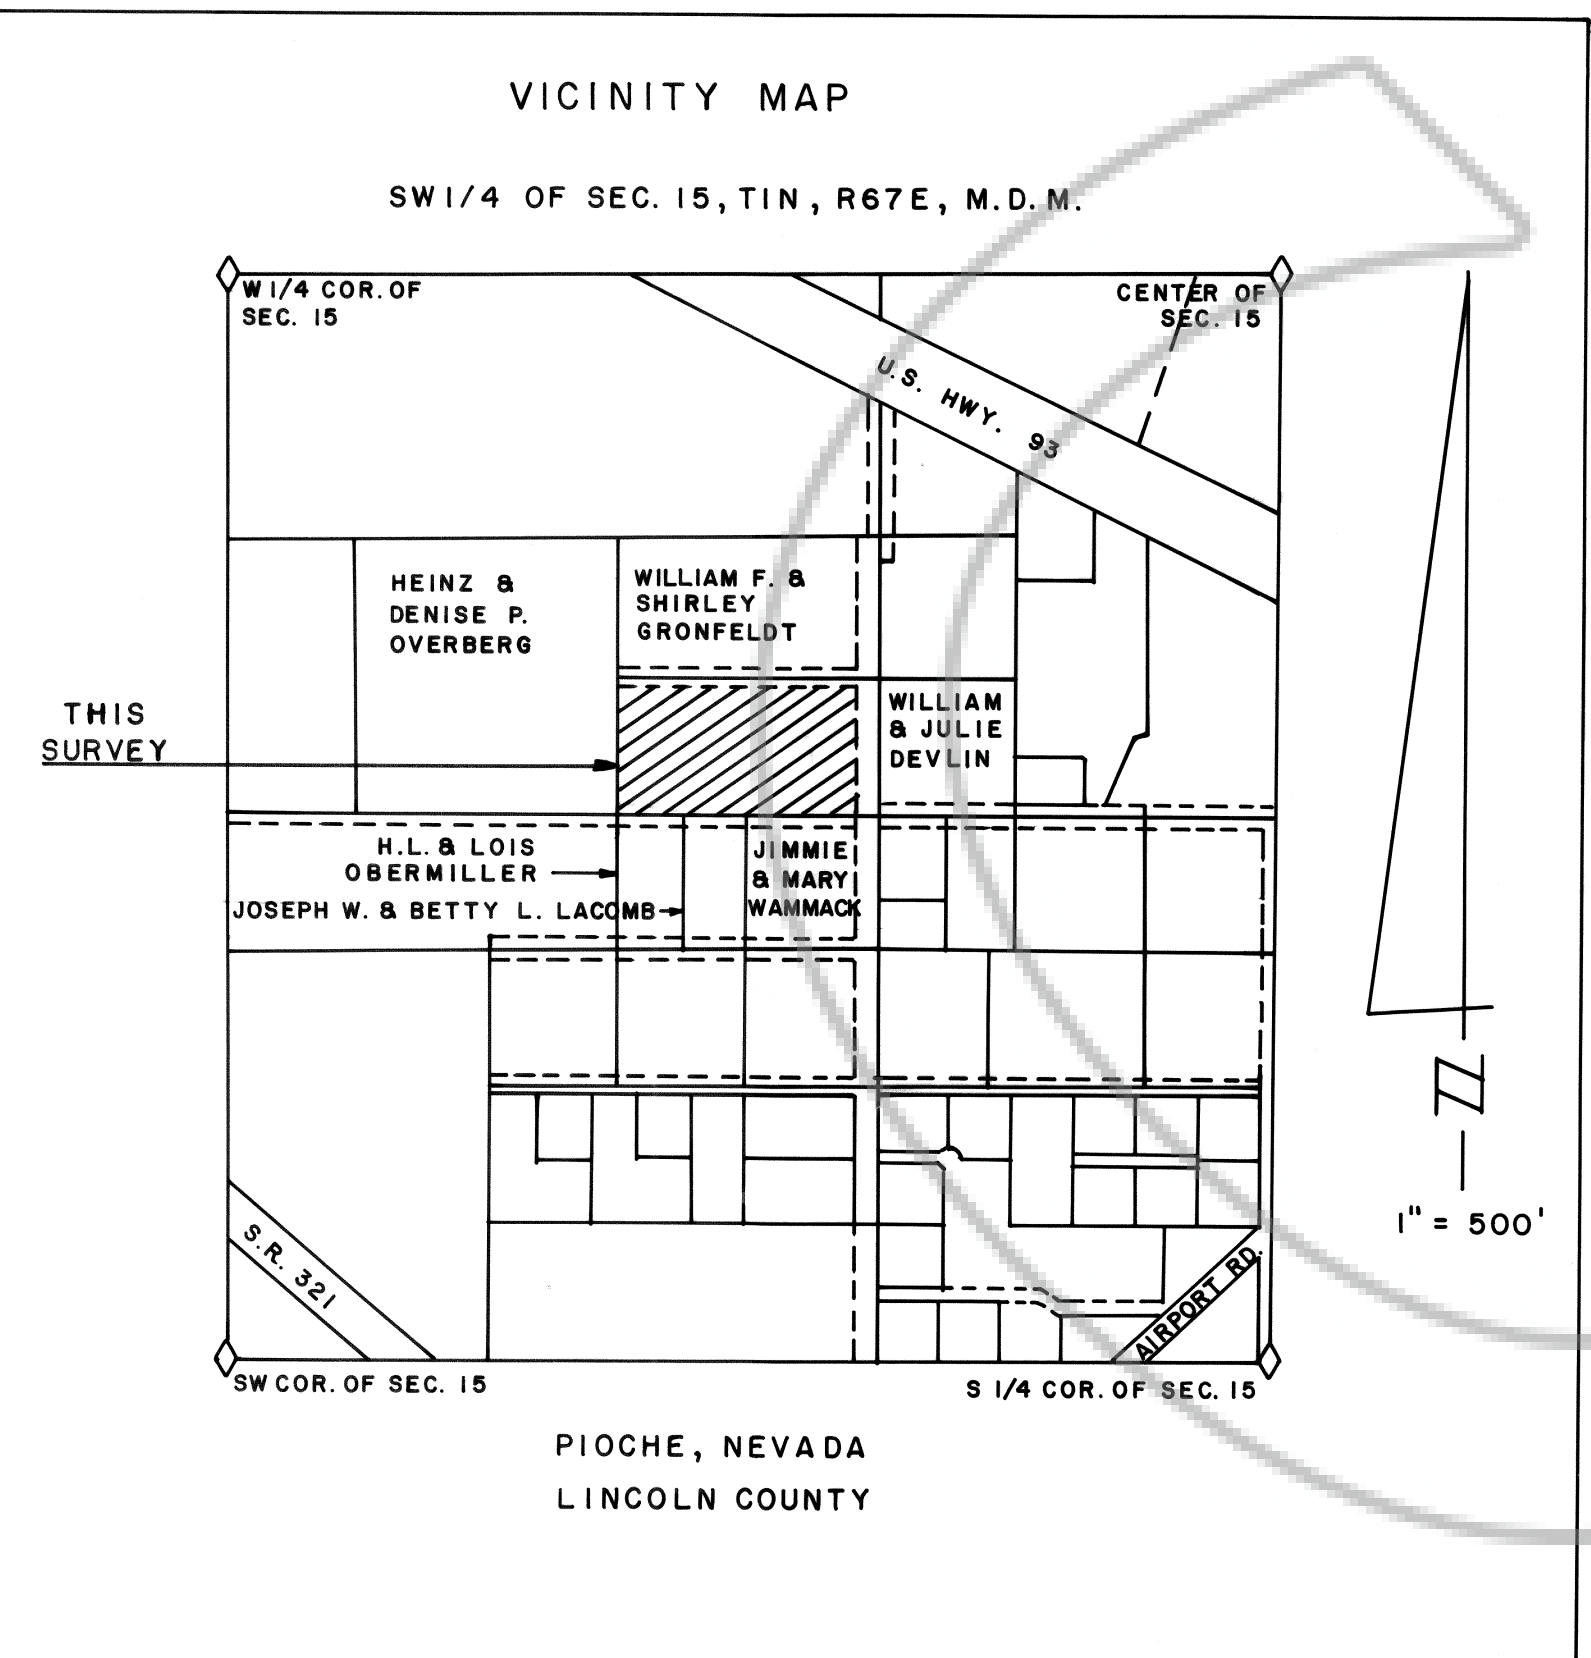 VICINITY MAP
SW1/4 OF SEC. 15, T1N, R67E, M.D.M.
W 1/4 COR. OF
SEC. 15
CENTER OF
SEC. 15
U.S. HWY. 93
HEINZ &
DENISE P.
OVERBERG
WILLIAM F. &
SHIRLEY
GRONFELDT
THIS
SURVEY
WILLIAM
& JULIE
DEVLIN
H.L. & LOIS
OBERMILLER
JOSEPH W. & BETTY L. LACOMB
JIMMIE
& MARY
WAMMACK
N
1" = 500'
S.R. 321
AIRPORT RD.
SW COR. OF SEC. 15
S 1/4 COR. OF SEC. 15
PIOCHE, NEVADA
LINCOLN COUNTY